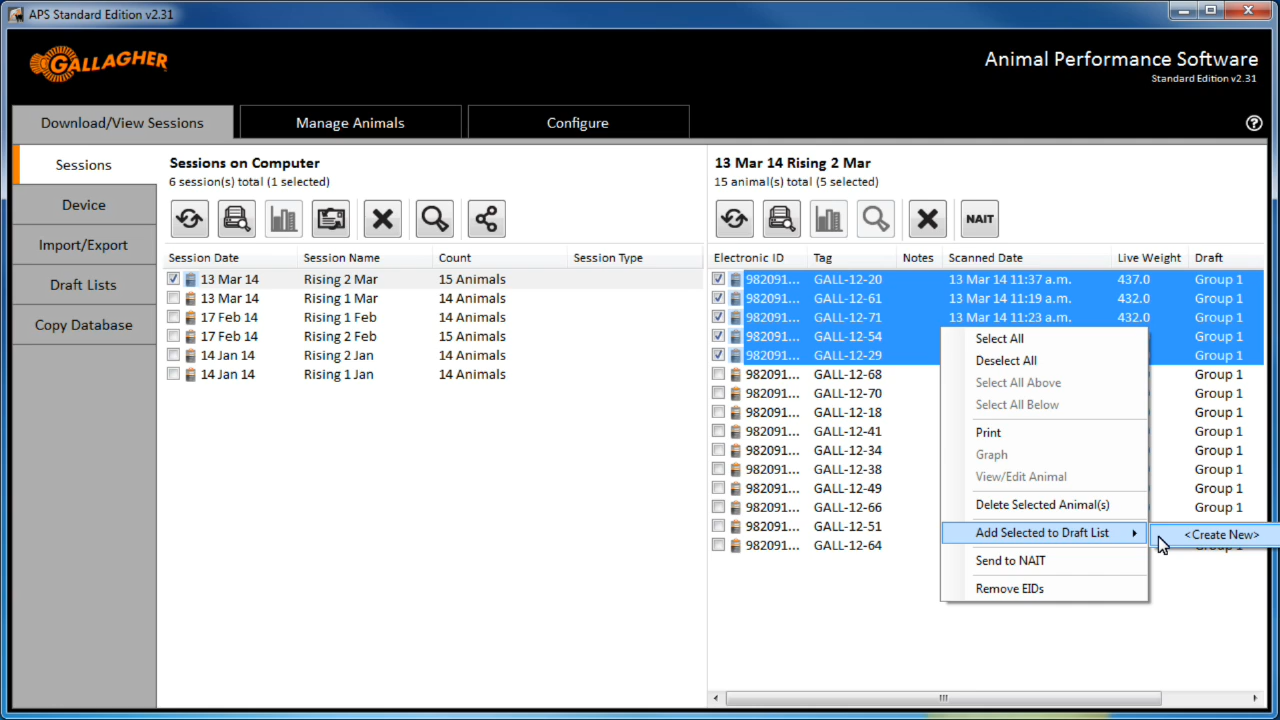 APS Standard Edition v2.31
GALLAGHER
Animal Performance Software
Standard Edition v2.31
Download/View Sessions
Manage Animals
Configure
?
Sessions
Device
Import/Export
Draft Lists
Copy Database
Sessions on Computer
6 session(s) total (1 selected)
Session Date Session Name Count Session Type
13 Mar 14 Rising 2 Mar 15 Animals
13 Mar 14 Rising 1 Mar 14 Animals
17 Feb 14 Rising 1 Feb 14 Animals
17 Feb 14 Rising 2 Feb 15 Animals
14 Jan 14 Rising 2 Jan 14 Animals
14 Jan 14 Rising 1 Jan 14 Animals
13 Mar 14 Rising 2 Mar
15 animal(s) total (5 selected)
NAIT
Electronic ID Tag Notes Scanned Date Live Weight Draft
982091... GALL-12-20 13 Mar 14 11:37 a.m. 437.0 Group 1
982091... GALL-12-61 13 Mar 14 11:19 a.m. 432.0 Group 1
982091... GALL-12-71 13 Mar 14 11:23 a.m. 432.0 Group 1
982091... GALL-12-54 Group 1
982091... GALL-12-29 Group 1
982091... GALL-12-68 Group 1
982091... GALL-12-70 Group 1
982091... GALL-12-18 Group 1
982091... GALL-12-41 Group 1
982091... GALL-12-34 Group 1
982091... GALL-12-38 Group 1
982091... GALL-12-49 Group 1
982091... GALL-12-66 Group 1
982091... GALL-12-51 Group 1
982091... GALL-12-64
Select All
Deselect All
Select All Above
Select All Below
Print
Graph
View/Edit Animal
Delete Selected Animal(s)
Add Selected to Draft List
<Create New>
Send to NAIT
Remove EIDs